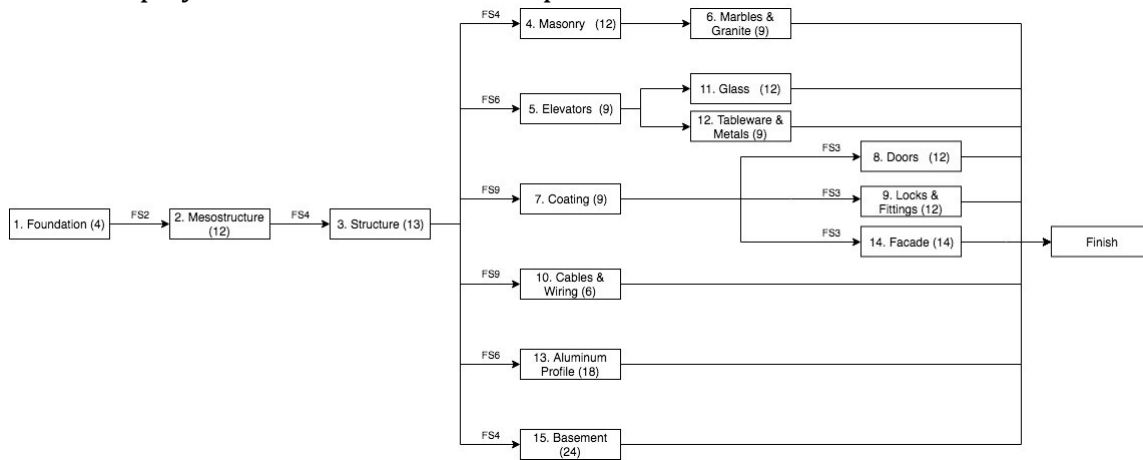 FS4
4. Masonry (12)
6. Marbles &
Granite (9)
FS6
5. Elevators (9)
11. Glass (12)
12. Tableware &
Metals (9)
FS3
8. Doors (12)
FS9
7. Coating (9)
FS3
9. Locks &
Fittings (12)
1. Foundation (4)
FS2
2. Mesostructure
(12)
FS4
3. Structure (13)
FS3
14. Facade (14)
Finish
FS9
10. Cables &
Wiring (6)
FS6
13. Aluminum
Profile (18)
FS4
15. Basement
(24)